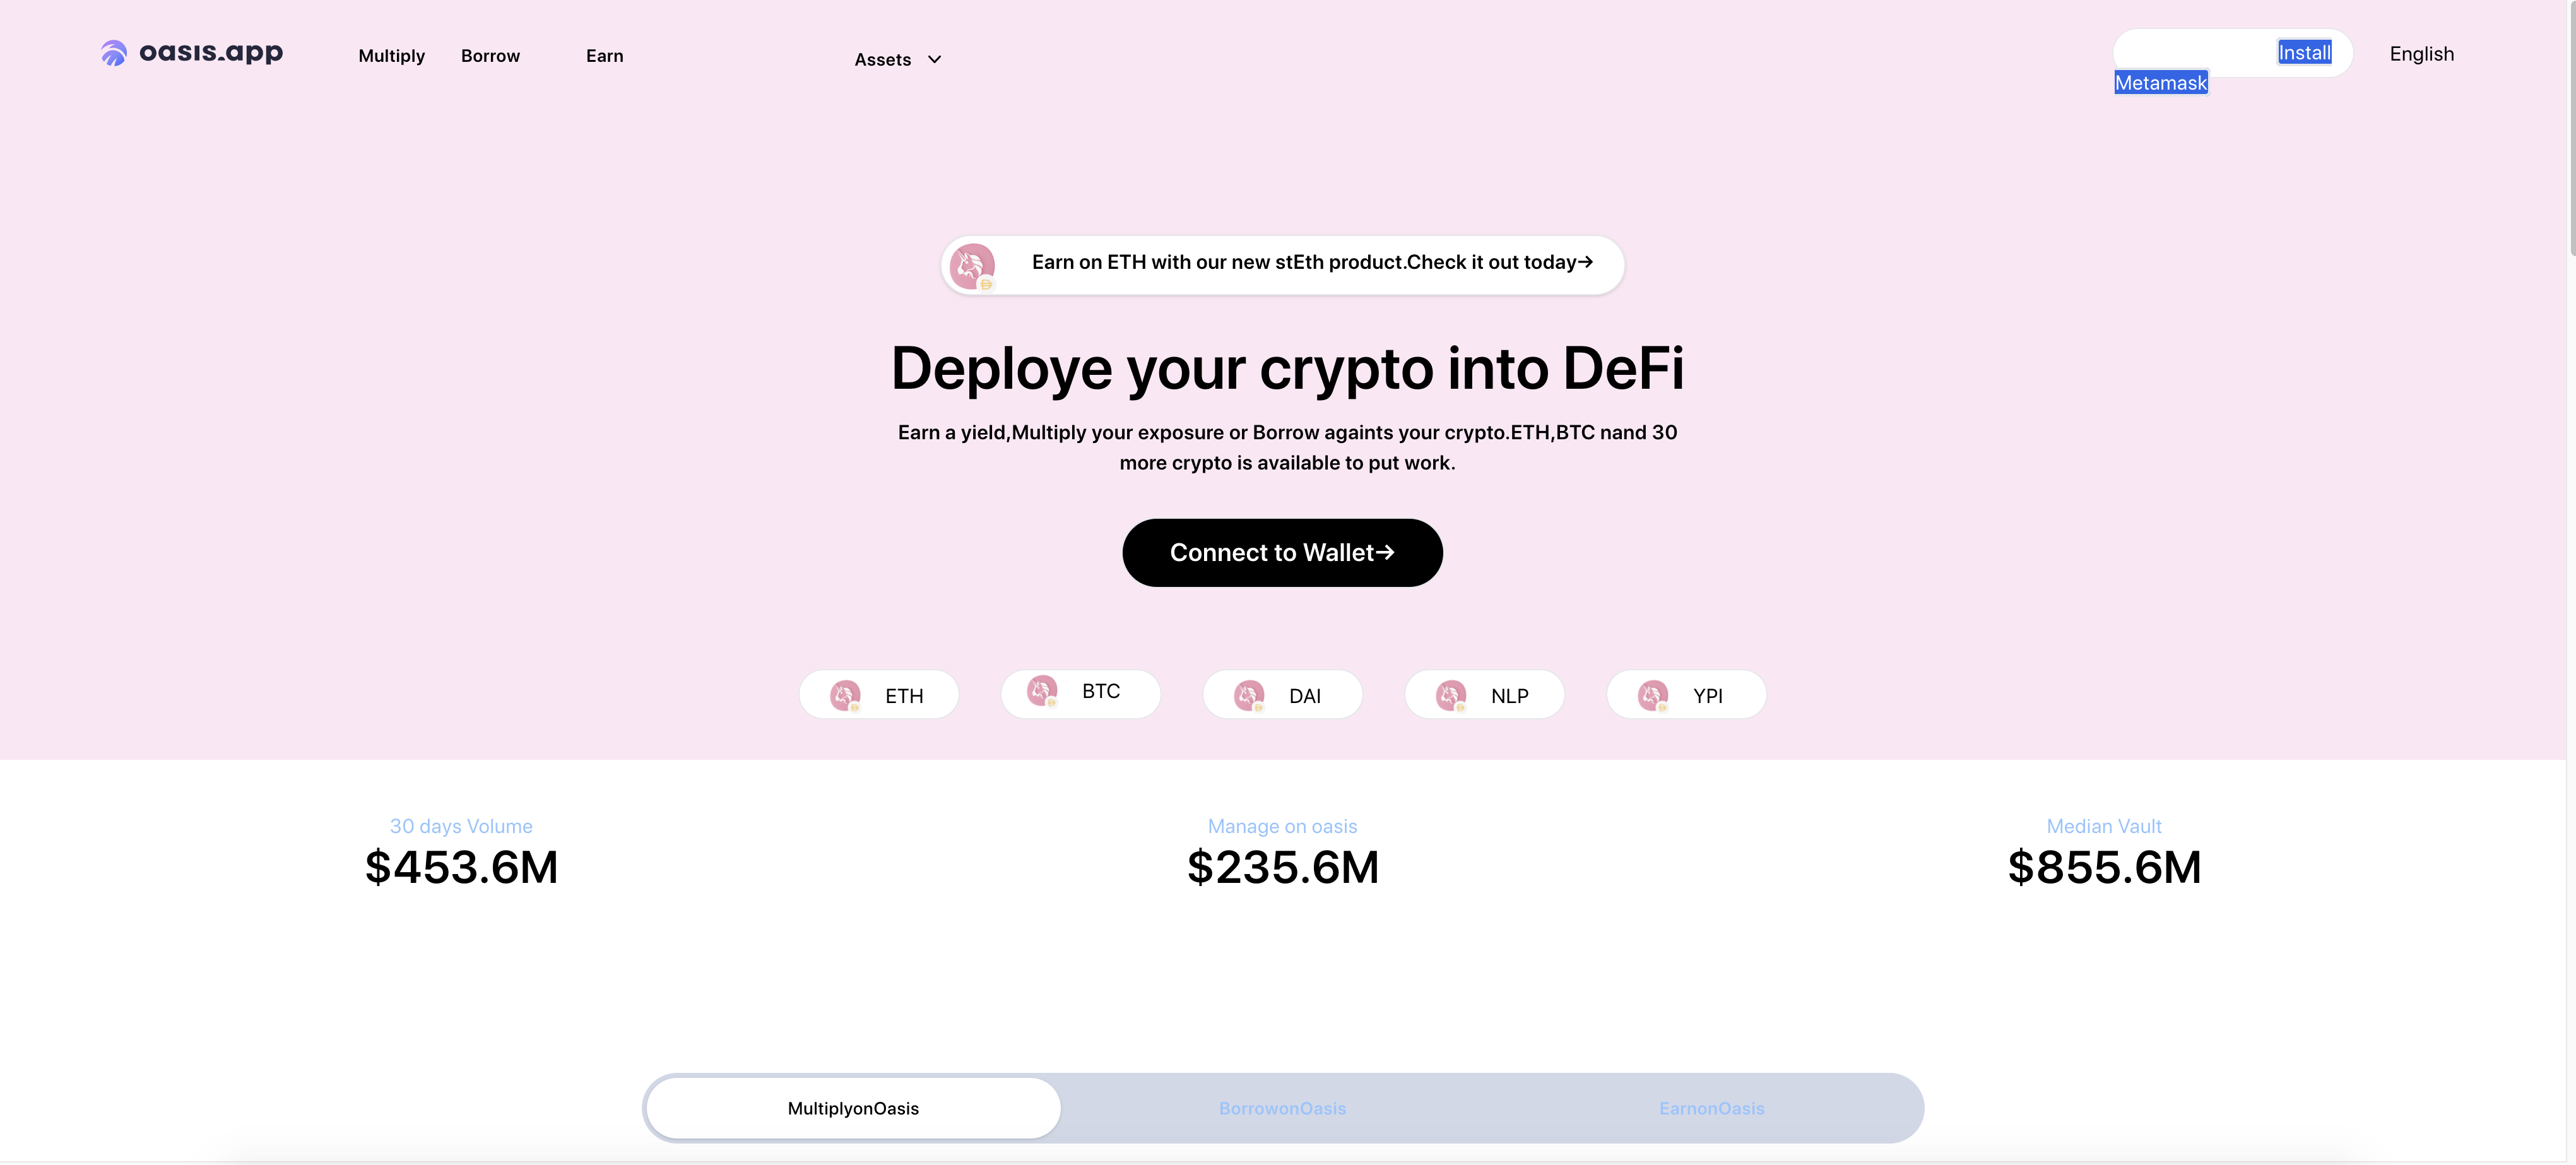 oasis.app
Multiply
Borrow
Earn
Assets
Install
Metamask
English
Earn on ETH with our new stEth product.Check it out today→
Deploye your crypto into DeFi
Earn a yield,Multiply your exposure or Borrow againts your crypto.ETH,BTC nand 30
more crypto is available to put work.
Connect to Wallet→
ETH
BTC
DAI
NLP
YPI
30 days Volume
$453.6M
Manage on oasis
$235.6M
Median Vault
$855.6M
MultiplyonOasis
BorrowonOasis
EarnonOasis